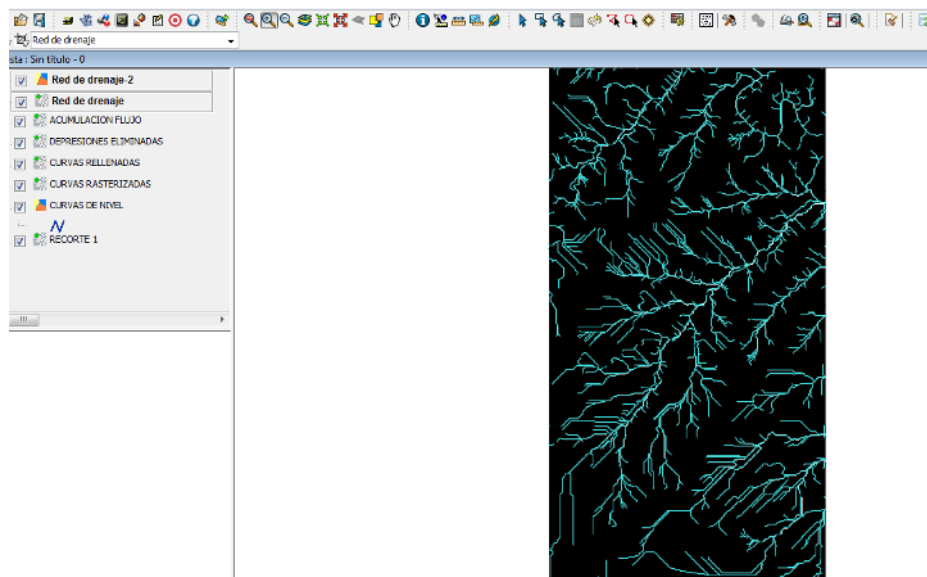 Red de drenaje
sta : Sin título - 0
Red de drenaje-2
Red de drenaje
ACUMULACION FLUJO
DEPRESIONES ELIMINADAS
CURVAS RELLENADAS
CURVAS RASTERIZADAS
CURVAS DE NIVEL
RECORTE 1